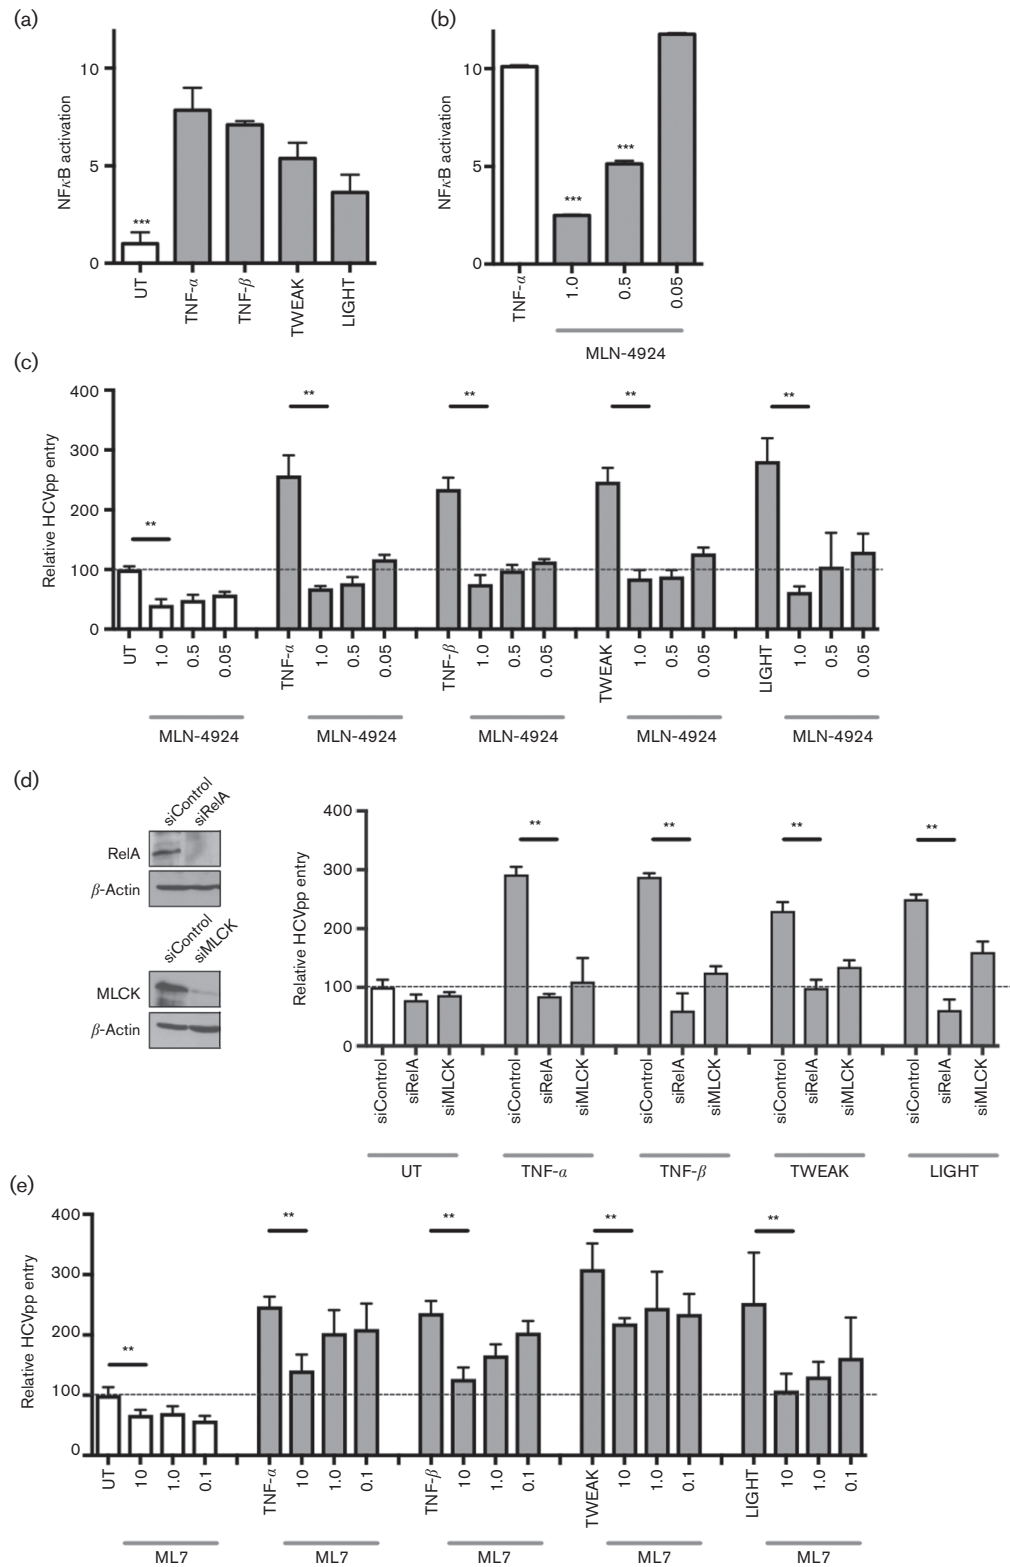 (a)
10
5
0
NFκB activation
***
UT
TNF-α
TNF-β
TWEAK
LIGHT
(b)
10
5
0
NFκB activation
***
***
TNF-α
1.0
0.5
0.05
MLN-4924
(c)
400
300
200
100
0
Relative HCVpp entry
**
**
**
**
**
UT
1.0
0.5
0.05
TNF-α
1.0
0.5
0.05
TNF-β
1.0
0.5
0.05
TWEAK
1.0
0.5
0.05
LIGHT
1.0
0.5
0.05
MLN-4924
MLN-4924
MLN-4924
MLN-4924
MLN-4924
(d)
siControl
siRelA
RelA
β-Actin
siControl
siMLCK
MLCK
β-Actin
400
300
200
100
0
Relative HCVpp entry
**
**
**
**
siControl
siRelA
siMLCK
siControl
siRelA
siMLCK
siControl
siRelA
siMLCK
siControl
siRelA
siMLCK
siControl
siRelA
siMLCK
UT
TNF-α
TNF-β
TWEAK
LIGHT
(e)
400
300
200
100
0
Relative HCVpp entry
**
**
**
**
**
UT
10
1.0
0.1
TNF-α
10
1.0
0.1
TNF-β
10
1.0
0.1
TWEAK
10
1.0
0.1
LIGHT
10
1.0
0.1
ML7
ML7
ML7
ML7
ML7